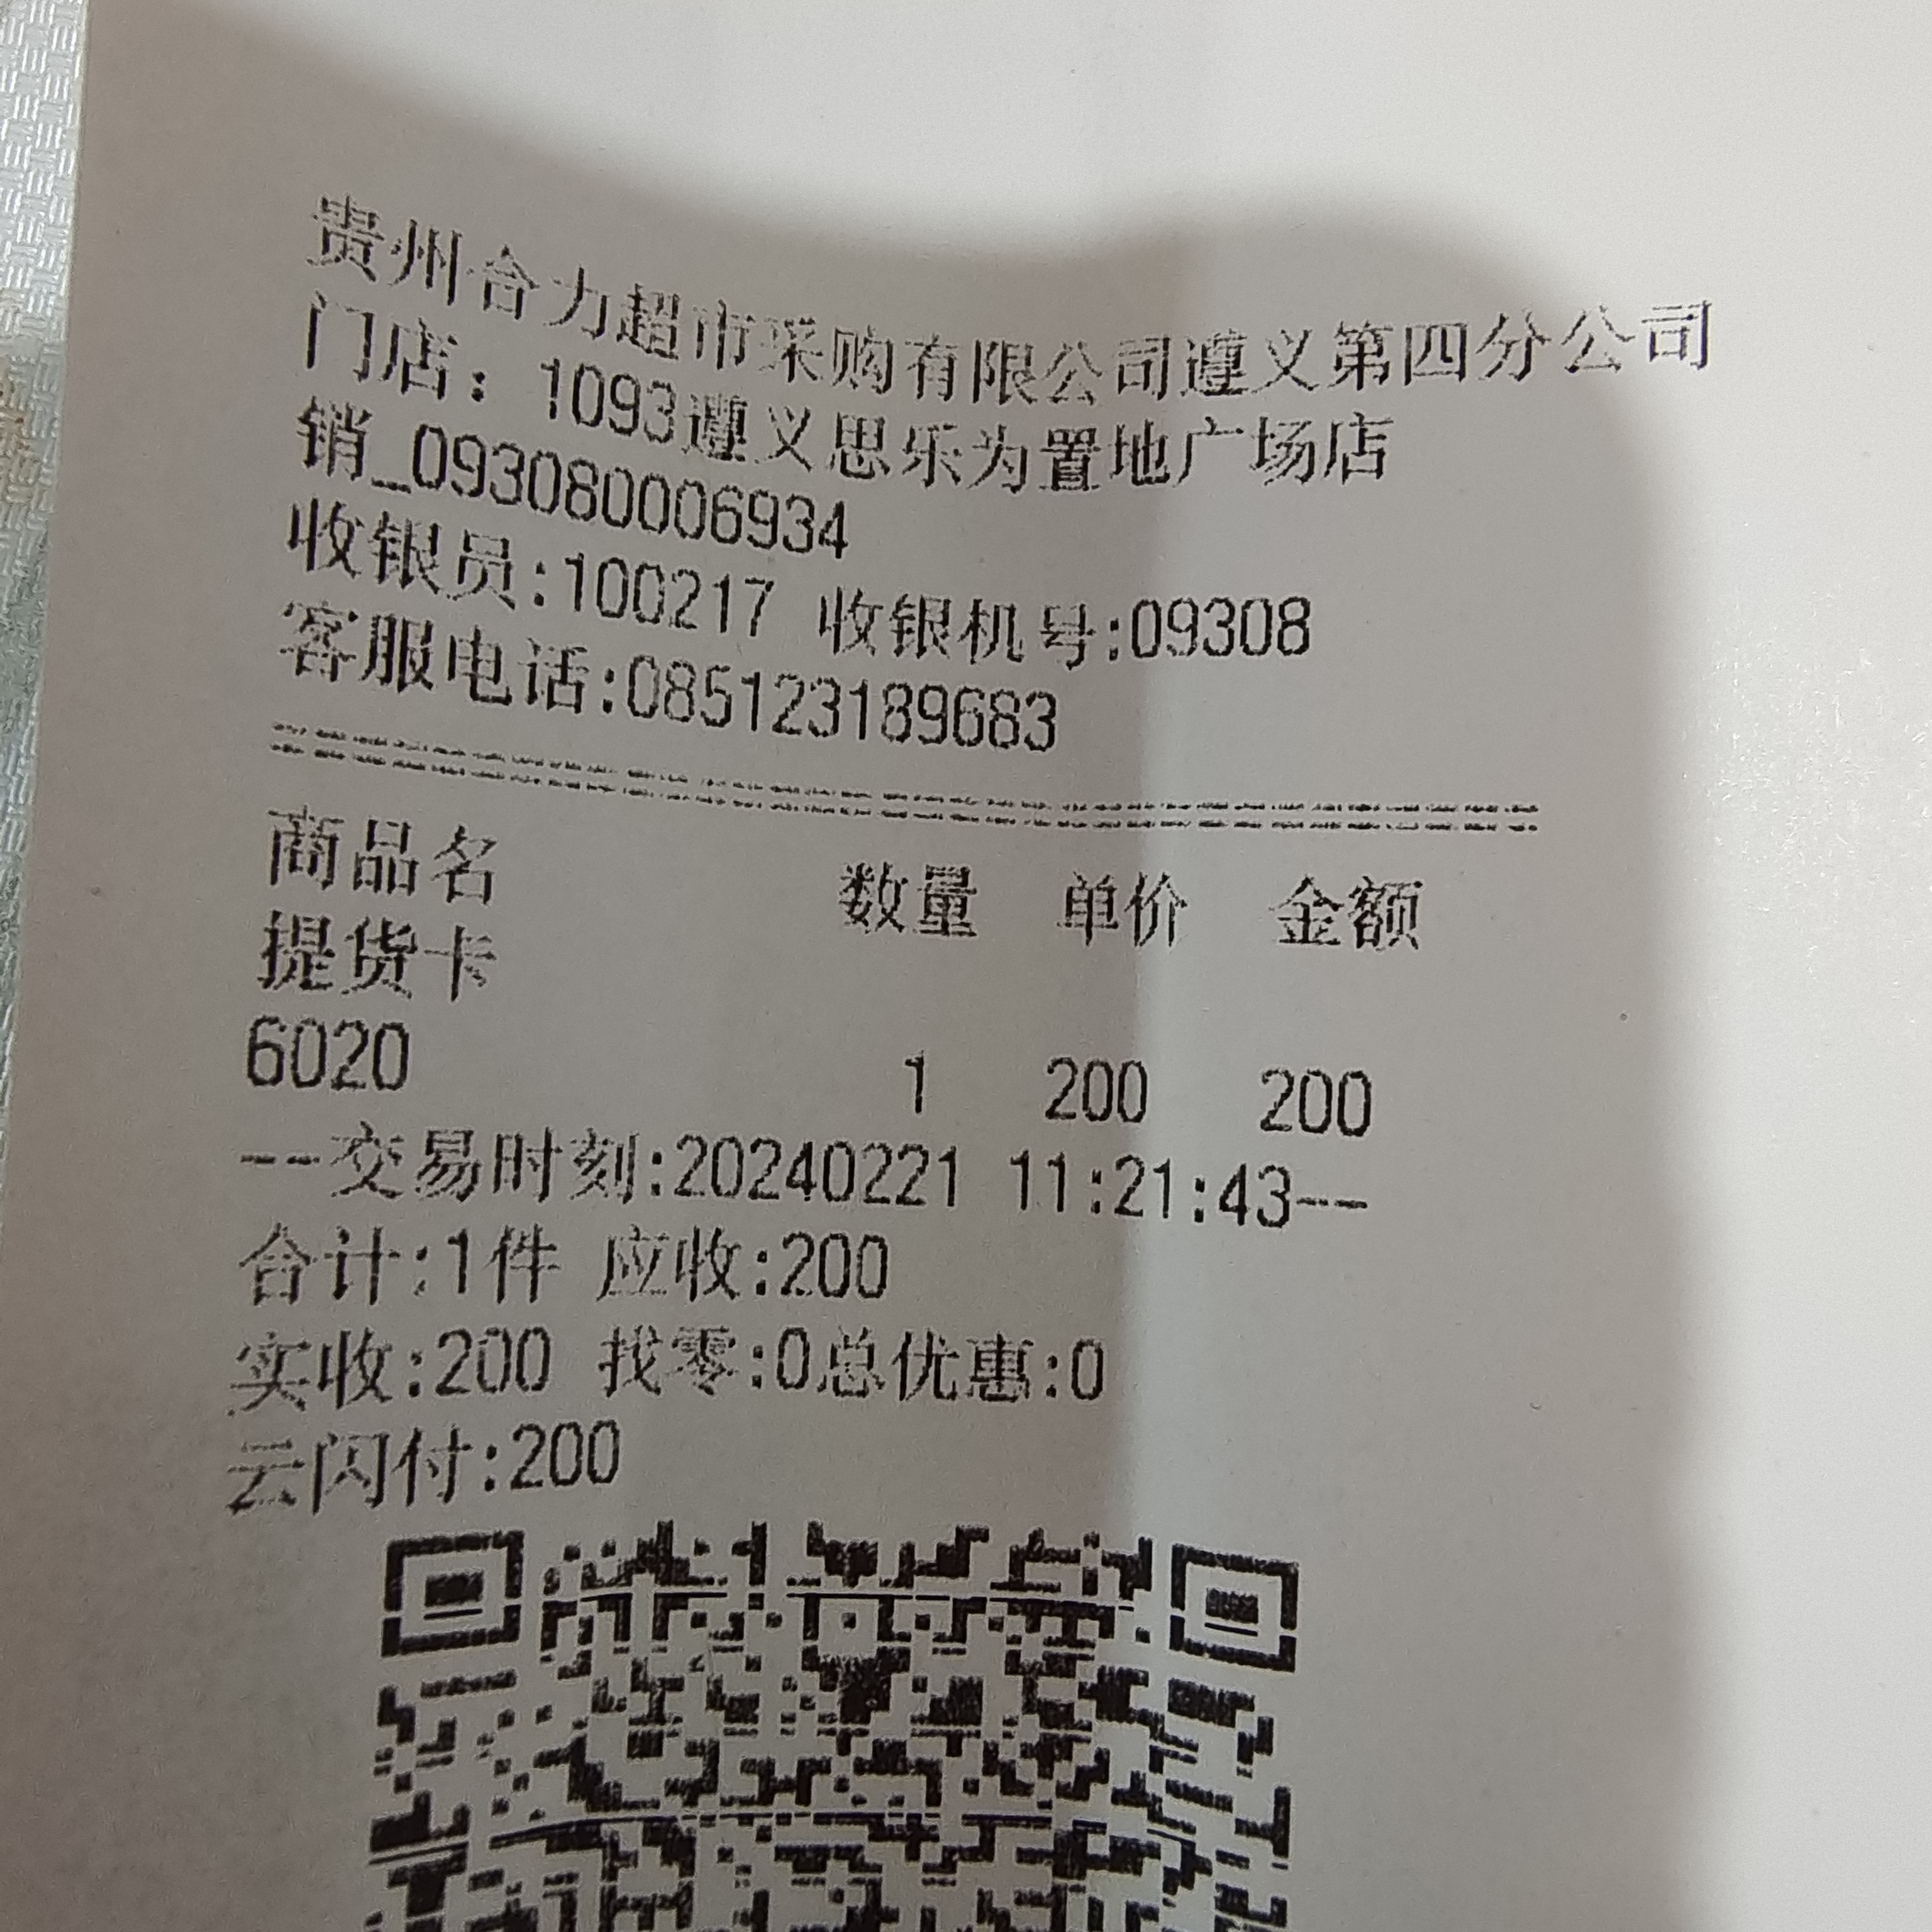 贵州合力超市采购有限公司遵义第四分公司
门店：1093遵义思乐为置地广场店
销_093080006934
收银员:100217 收银机号:09308
客服电话:085123189683
商品名 数量 单价 金额
提货卡
6020 1 200 200
--交易时刻:20240221 11:21:43--
合计:1件 应收:200
实收:200 找零:0总优惠:0
云闪付:200